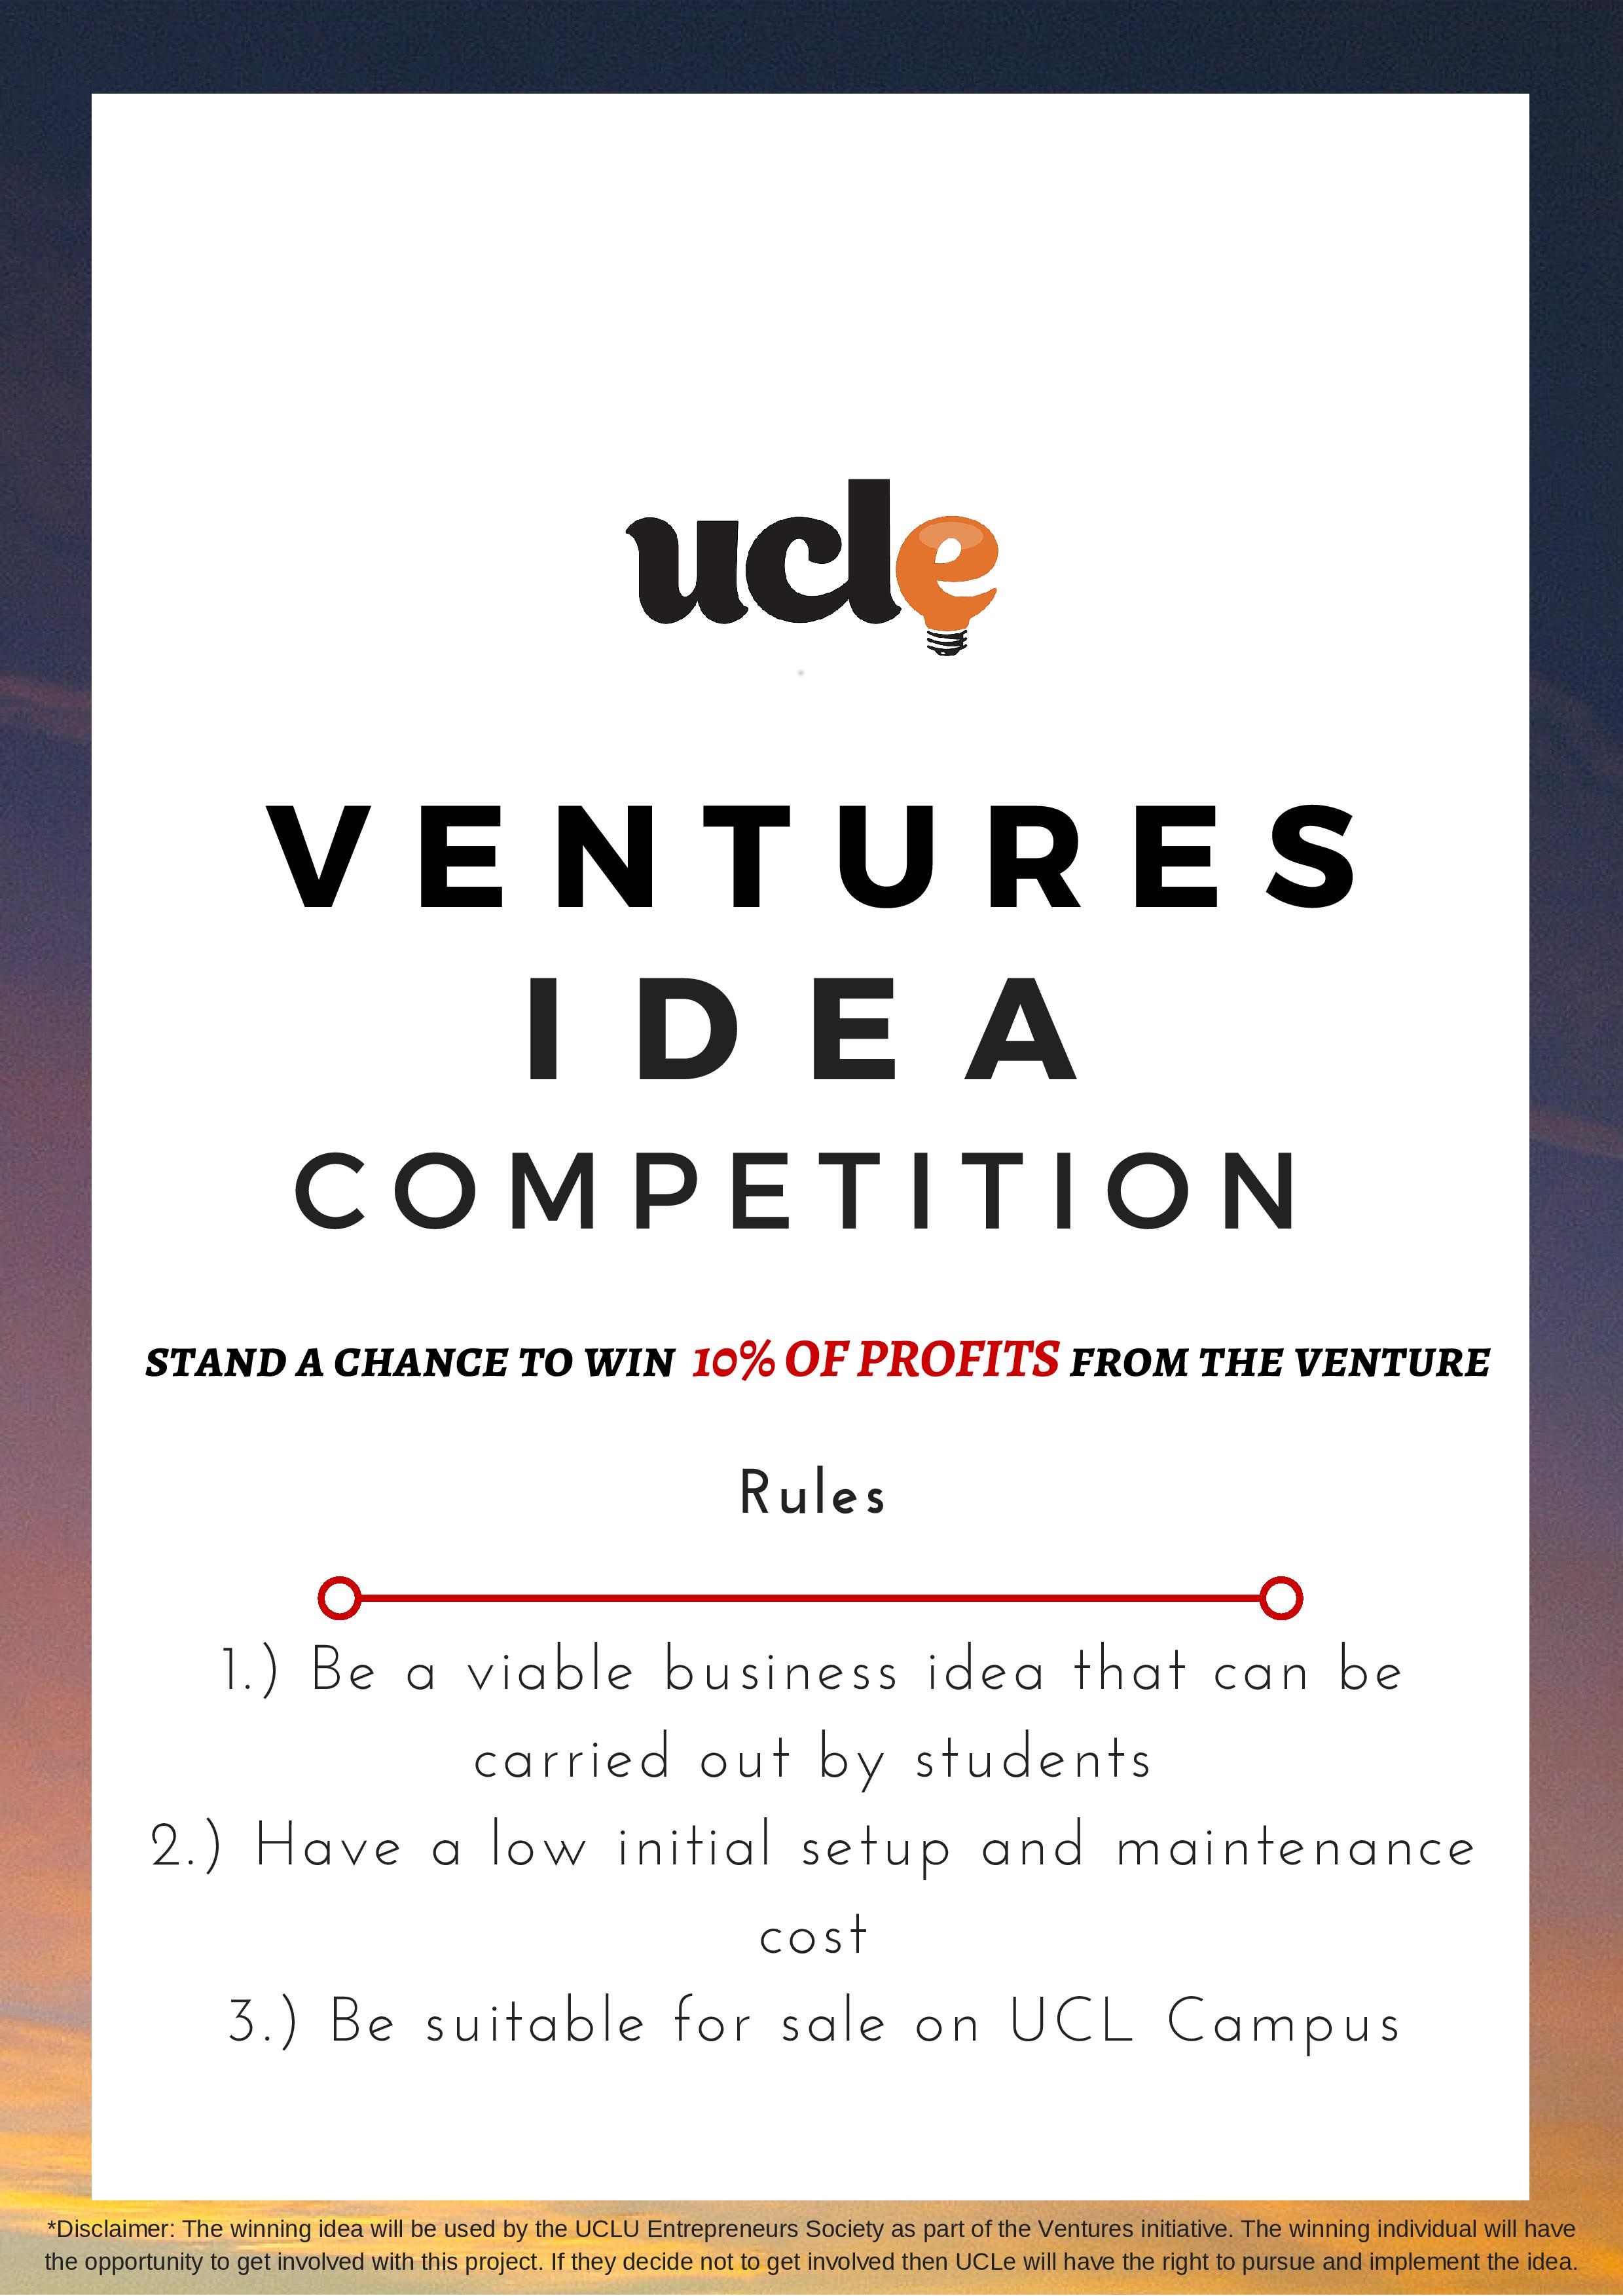 ucle
VENTURES
IDEA
COMPETITION
STAND A CHANCE TO WIN 10% OF PROFITS FROM THE VENTURE
Rules
1.) Be a viable business idea that can be
carried out by students
2.) Have a low initial setup and maintenance
cost
3.) Be suitable for sale on UCL Campus
*Disclaimer: The winning idea will be used by the UCLU Entrepreneurs Society as part of the Ventures initiative. The winning individual will have
the opportunity to get involved with this project. If they decide not to get involved then UCLe will have the right to pursue and implement the idea.